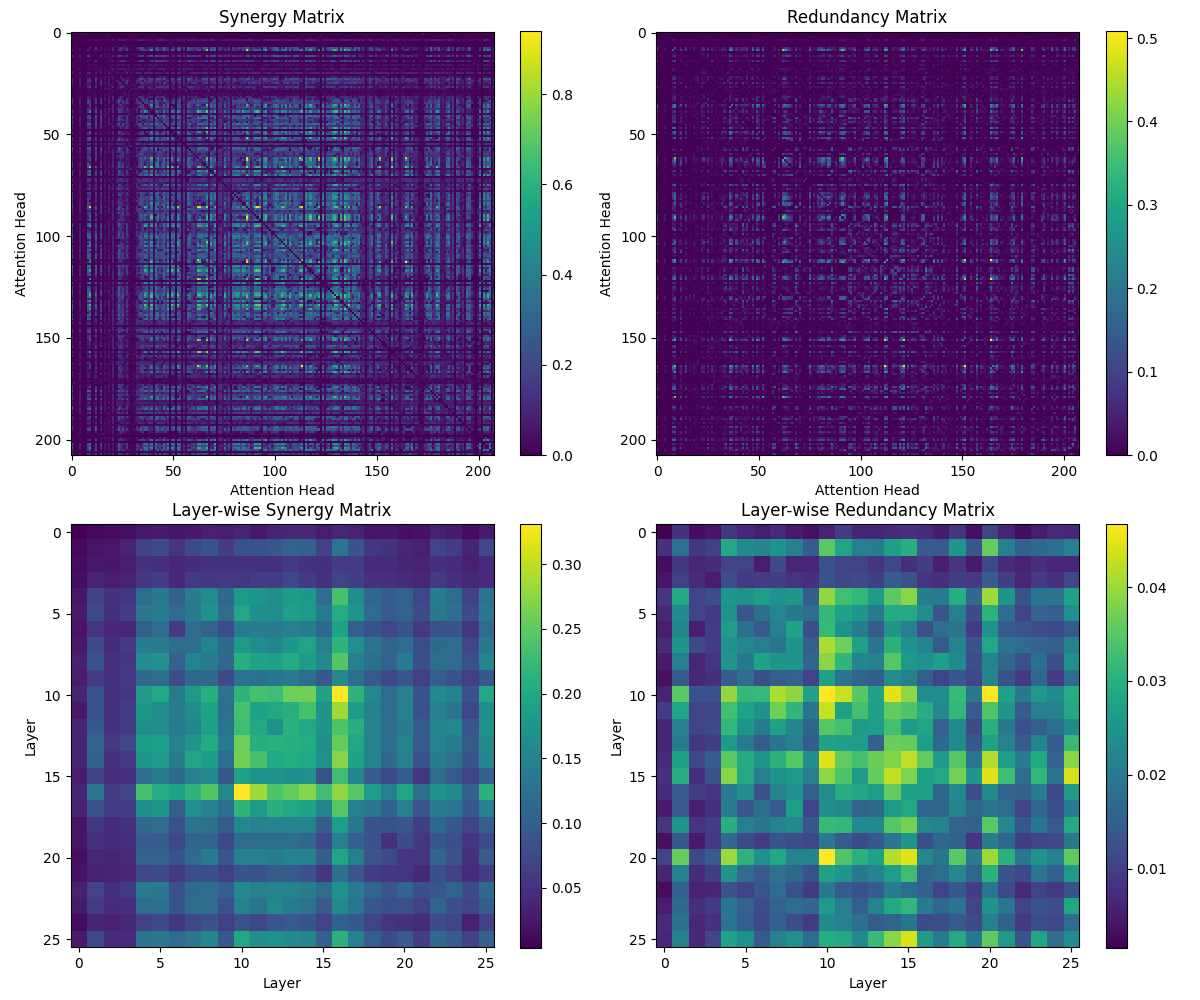 Synergy Matrix
0
50
100
150
200
Attention Head
0 50 100 150 200
Attention Head
0.8
0.6
0.4
0.2
0.0
Redundancy Matrix
0
50
100
150
200
Attention Head
0 50 100 150 200
Attention Head
0.5
0.4
0.3
0.2
0.1
0.0
Layer-wise Synergy Matrix
0
5
10
15
20
25
Layer
0 5 10 15 20 25
Layer
0.30
0.25
0.20
0.15
0.10
0.05
Layer-wise Redundancy Matrix
0
5
10
15
20
25
Layer
0 5 10 15 20 25
Layer
0.04
0.03
0.02
0.01